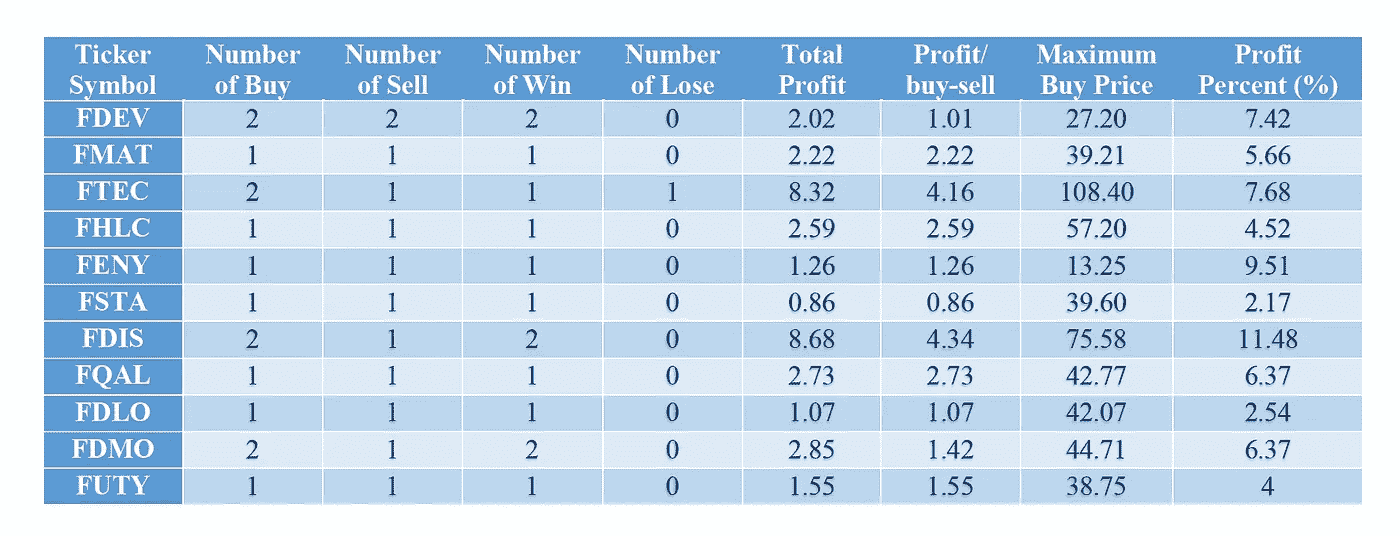 Ticker Symbol Number of Buy Number of Sell Number of Win Number of Lose Total Profit Profit/ buy-sell Maximum Buy Price Profit Percent (%)
FDEV 2 2 2 0 2.02 1.01 27.20 7.42
FMAT 1 1 1 0 2.22 2.22 39.21 5.66
FTEC 2 1 1 1 8.32 4.16 108.40 7.68
FHLC 1 1 1 0 2.59 2.59 57.20 4.52
FENY 1 1 1 0 1.26 1.26 13.25 9.51
FSTA 1 1 1 0 0.86 0.86 39.60 2.17
FDIS 2 1 2 0 8.68 4.34 75.58 11.48
FQAL 1 1 1 0 2.73 2.73 42.77 6.37
FDLO 1 1 1 0 1.07 1.07 42.07 2.54
FDMO 2 1 2 0 2.85 1.42 44.71 6.37
FUTY 1 1 1 0 1.55 1.55 38.75 4